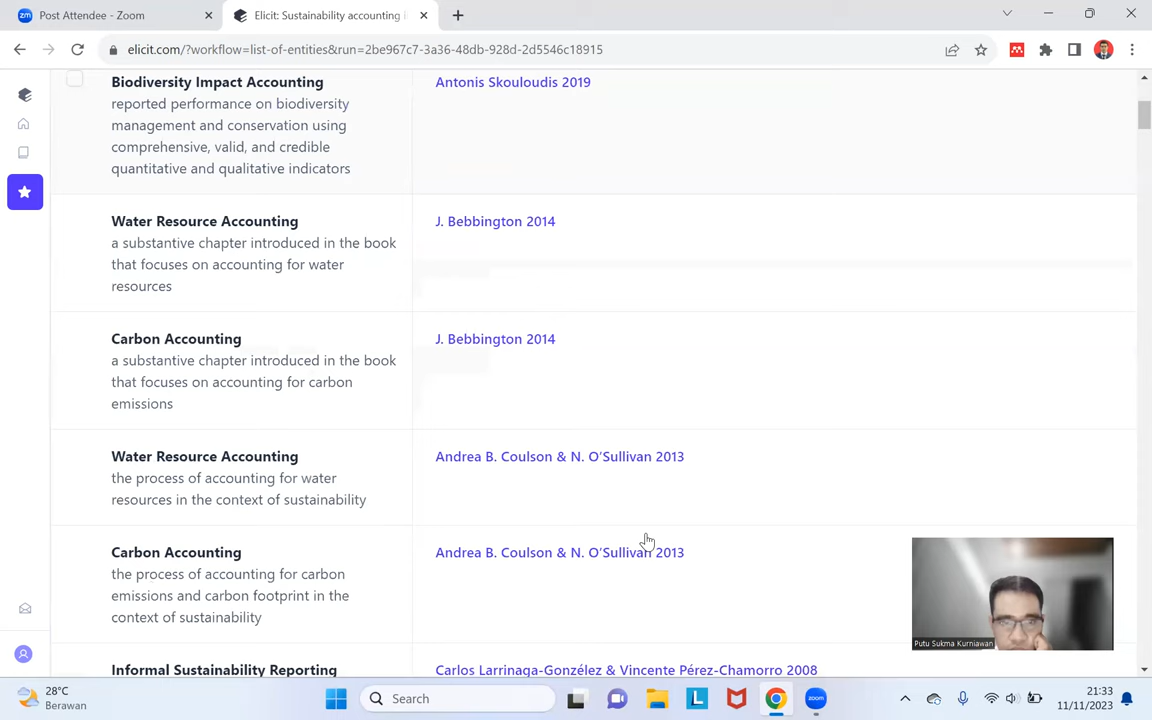 Post Attendee - Zoom
Elicit: Sustainability accounting i
elicit.com/?workflow=list-of-entities&run=2be967c7-3a36-48db-928d-2d5546c18915
Biodiversity Impact Accounting
reported performance on biodiversity
management and conservation using
comprehensive, valid, and credible
quantitative and qualitative indicators
Antonis Skouloudis 2019
Water Resource Accounting
a substantive chapter introduced in the book
that focuses on accounting for water
resources
J. Bebbington 2014
Carbon Accounting
a substantive chapter introduced in the book
that focuses on accounting for carbon
emissions
J. Bebbington 2014
Water Resource Accounting
the process of accounting for water
resources in the context of sustainability
Andrea B. Coulson & N. O'Sullivan 2013
Carbon Accounting
the process of accounting for carbon
emissions and carbon footprint in the
context of sustainability
Andrea B. Coulson & N. O'Sullivan 2013
Informal Sustainability Reporting
Carlos Larrinaga-Gonzélez & Vincente Pérez-Chamorro 2008
Putu Sukma Kurniawan
28°C
Berawan
Search
21:33
11/11/2023